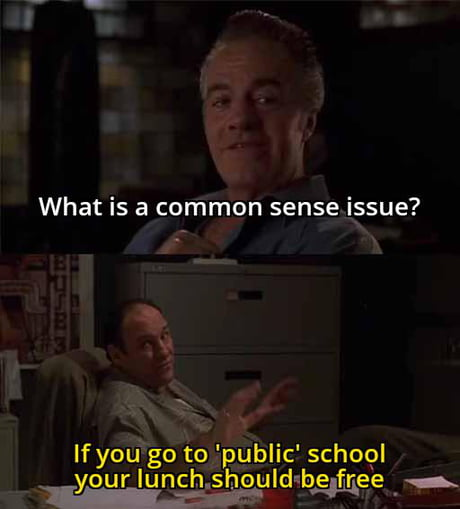 What is a common sense issue?
If you go to 'public' school
your lunch should be free